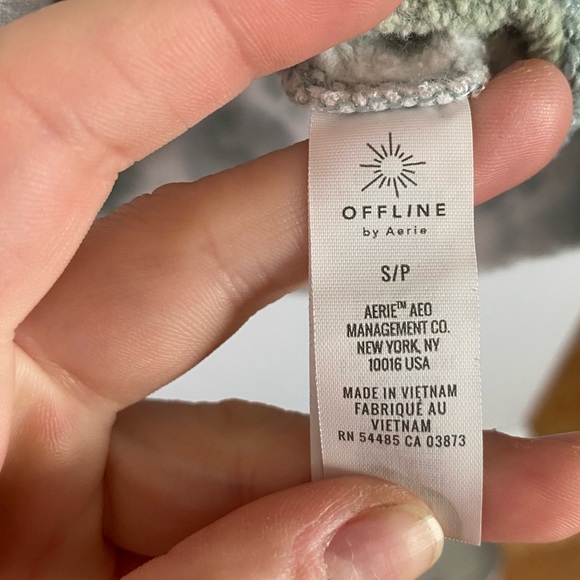 OFFLINE
by Aerie
S/P
AERIE™ AEO
MANAGEMENT CO.
NEW YORK, NY
10016 USA
MADE IN VIETNAM
FABRIQUÉ AU
VIETNAM
RN 54485 CA 03873